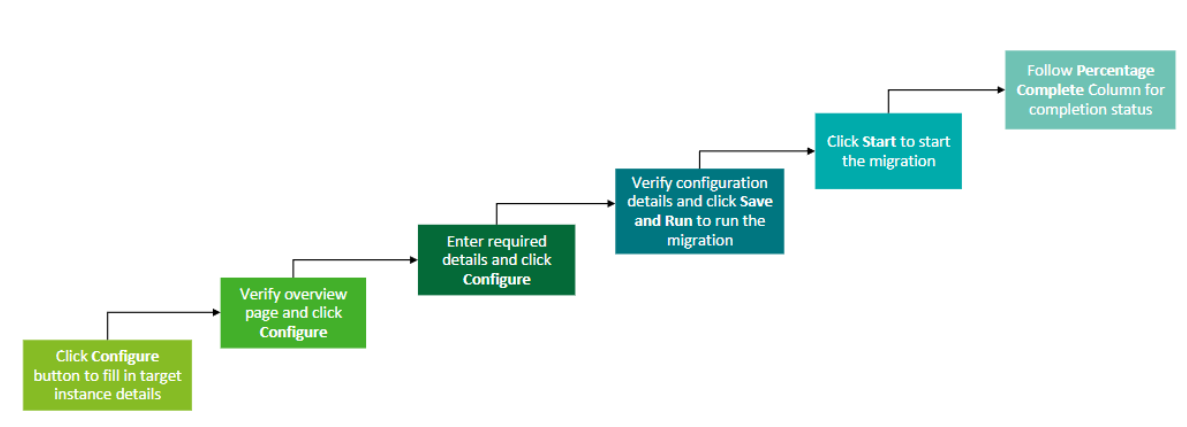 Click Configure
button to fill in target
instance details
Verify overview
page and click
Configure
Enter required
details and click
Configure
Verify configuration
details and click Save
and Run to run the
migration
Click Start to start
the migration
Follow Percentage
Complete Column for
completion status